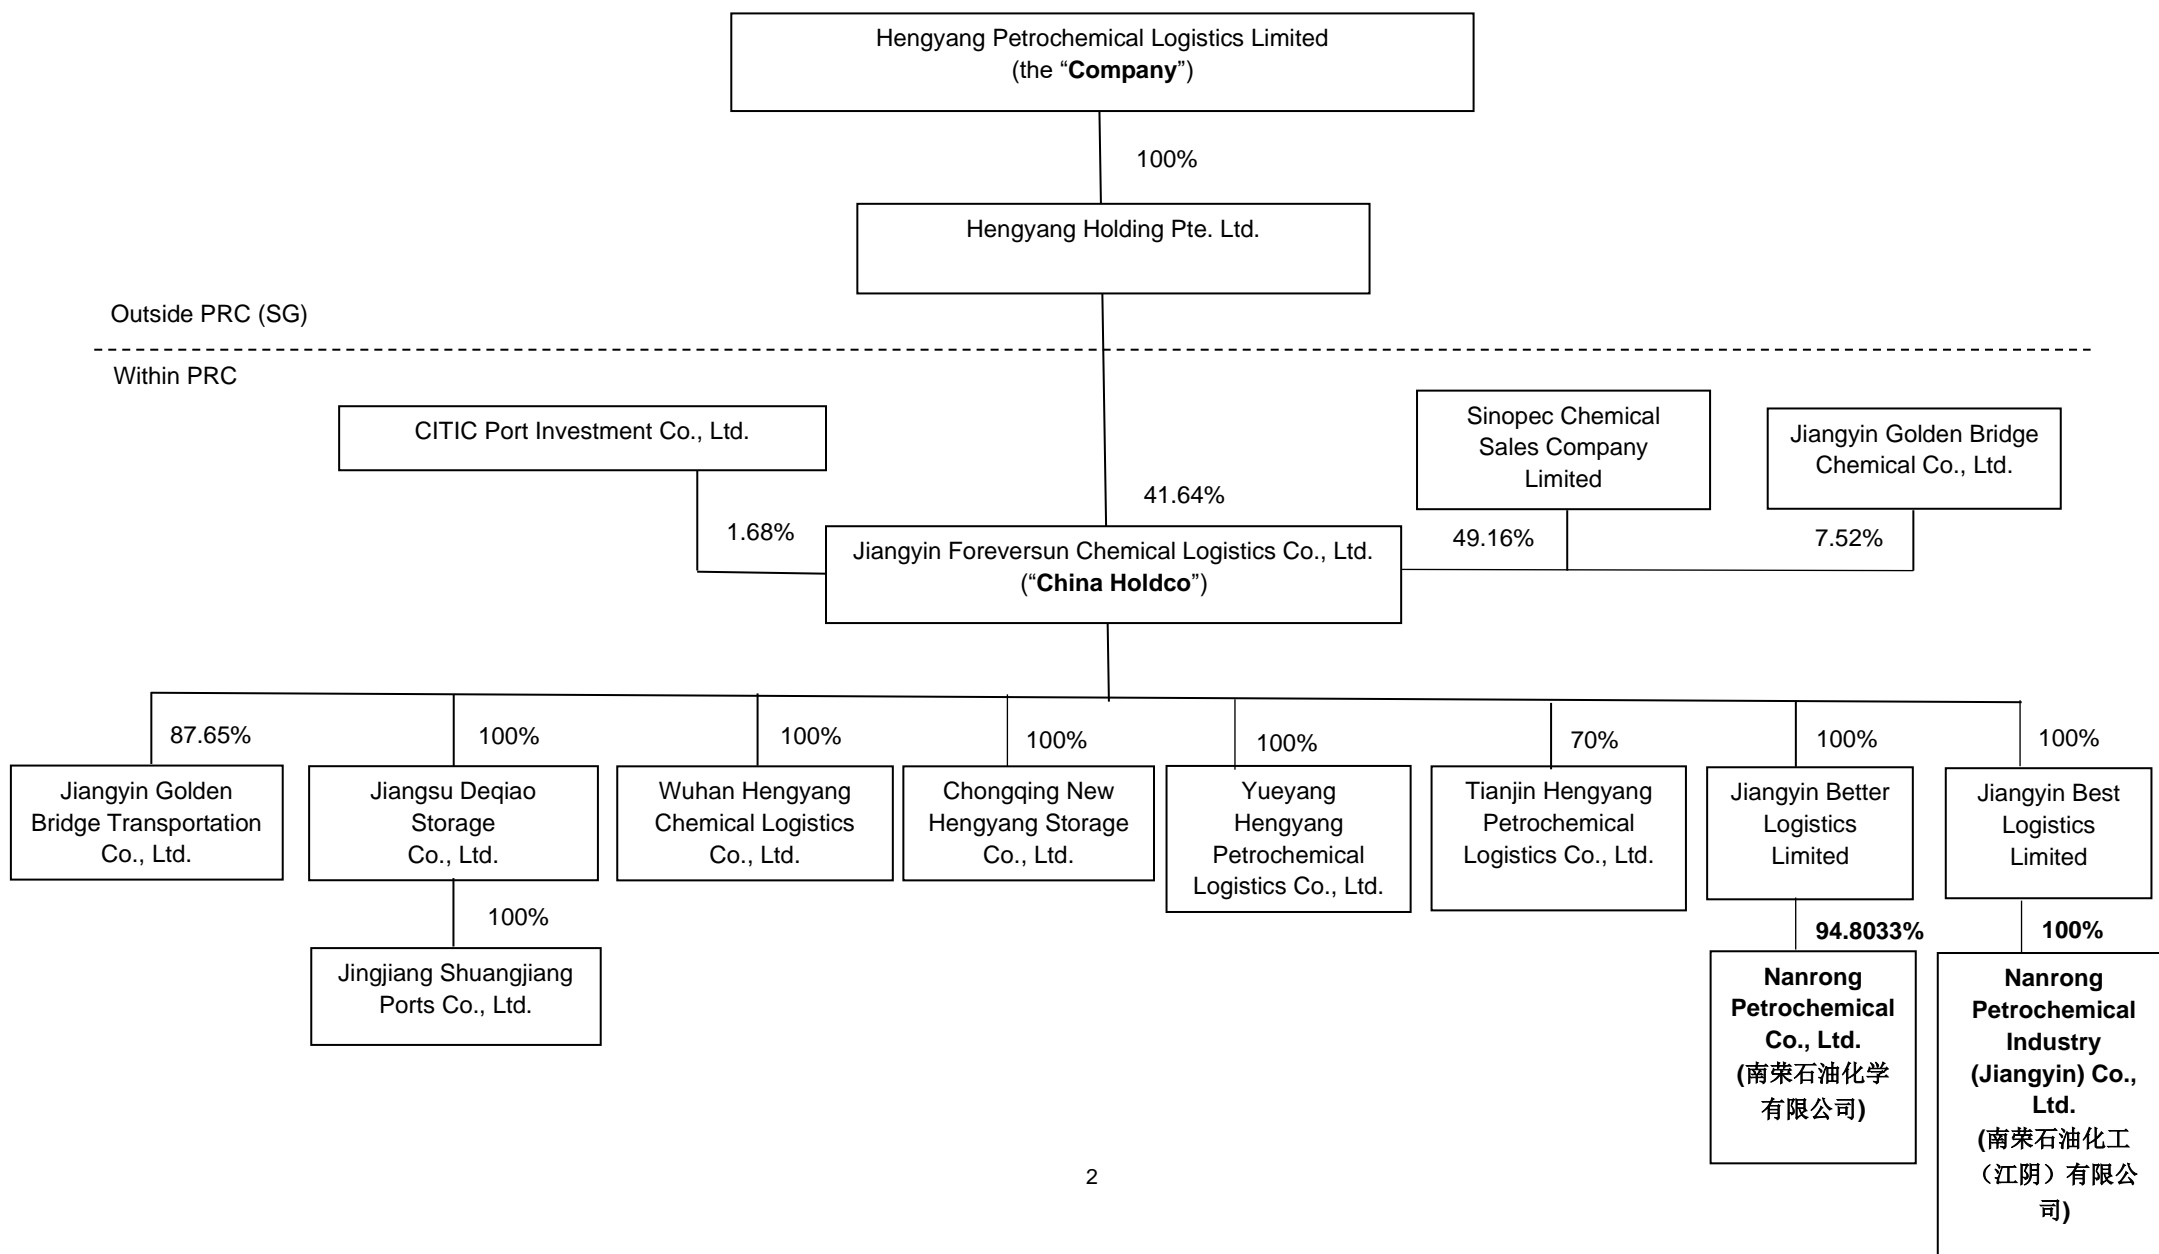 Hengyang Petrochemical Logistics Limited
(the “Company”)
100%
Hengyang Holding Pte. Ltd.
Outside PRC (SG)
Within PRC
CITIC Port Investment Co., Ltd.
Sinopec Chemical
Sales Company
Limited
Jiangyin Golden Bridge
Chemical Co., Ltd.
41.64%
1.68%
49.16%
7.52%
Jiangyin Foreversun Chemical Logistics Co., Ltd.
(“China Holdco”)
87.65%
100%
100%
100%
100%
70%
100%
100%
Jiangyin Golden
Bridge Transportation
Co., Ltd.
Jiangsu Deqiao
Storage
Co., Ltd.
Wuhan Hengyang
Chemical Logistics
Co., Ltd.
Chongqing New
Hengyang Storage
Co., Ltd.
Yueyang
Hengyang
Petrochemical
Logistics Co., Ltd.
Tianjin Hengyang
Petrochemical
Logistics Co., Ltd.
Jiangyin Better
Logistics
Limited
Jiangyin Best
Logistics
Limited
100%
94.8033%
100%
Jingjiang Shuangjiang
Ports Co., Ltd.
Nanrong
Petrochemical
Co., Ltd.
(南荣石油化学
有限公司)
Nanrong
Petrochemical
Industry
(Jiangyin) Co.,
Ltd.
(南荣石油化工
（江阴）有限公
司)
2